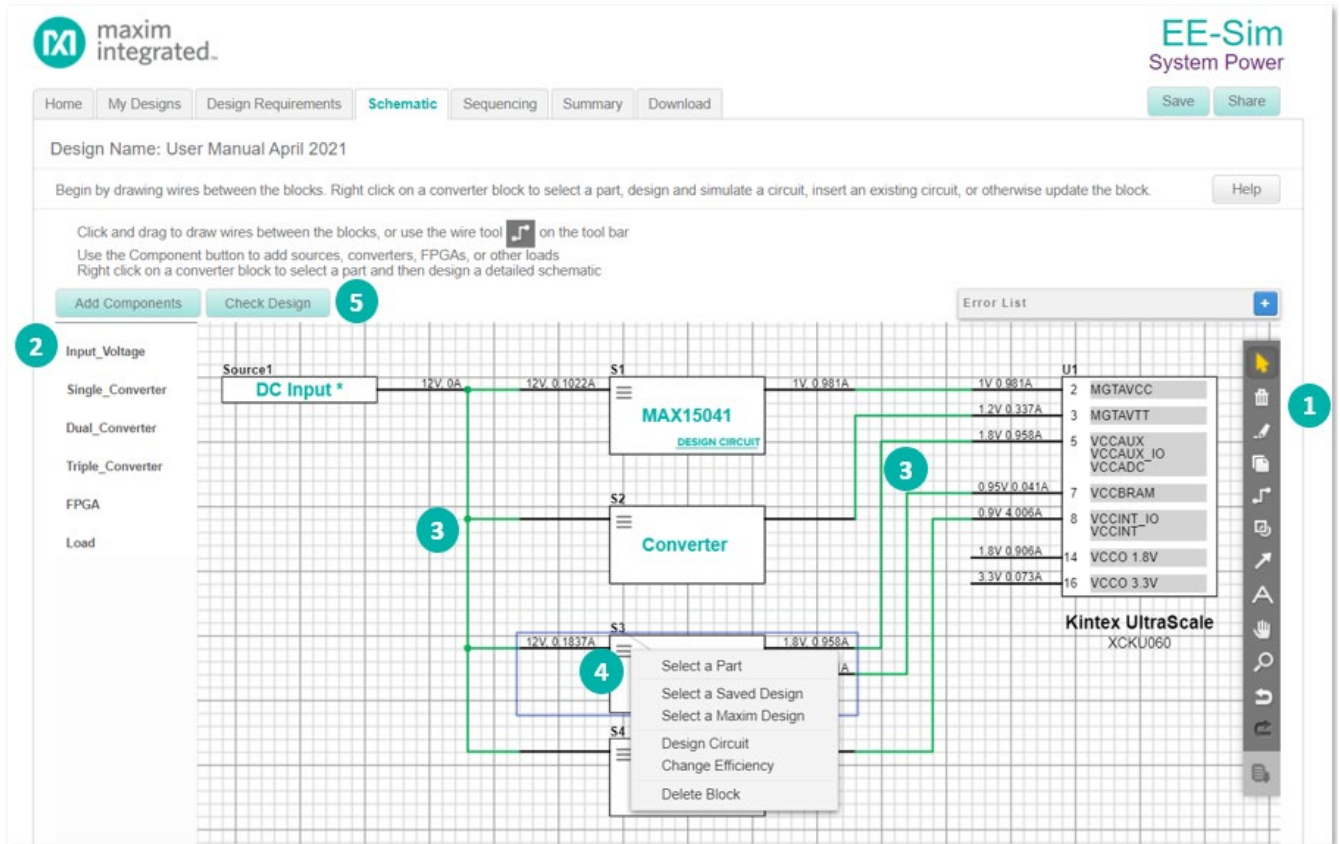 maxim
integrated™
EE-Sim
System Power
Home
My Designs
Design Requirements
Schematic
Sequencing
Summary
Download
Save
Share
Design Name: User Manual April 2021
Begin by drawing wires between the blocks. Right click on a converter block to select a part, design and simulate a circuit, insert an existing circuit, or otherwise update the block.
Help
Click and drag to draw wires between the blocks, or use the wire tool on the tool bar
Use the Component button to add sources, converters, FPGAs, or other loads
Right click on a converter block to select a part and then design a detailed schematic
Add Components
Check Design
5
Error List
+
2
Input_Voltage
Single_Converter
Dual_Converter
Triple_Converter
FPGA
Load
Source1
DC Input *
12V, 0A
12V, 0.1022A
S1
MAX15041
DESIGN CIRCUIT
1V, 0.981A
S2
Converter
3
3
S3
12V, 0.1837A
1.8V, 0.958A
A
4
Select a Part
Select a Saved Design
Select a Maxim Design
Design Circuit
Change Efficiency
Delete Block
S4
U1
1V 0.981A
2 MGTAVCC
1.2V 0.337A
3 MGTAVTT
1.8V 0.958A
5 VCCAUX
VCCAUX_IO
VCCADC
0.95V 0.041A
7 VCCBRAM
0.9V 4.006A
8 VCCINT_IO
VCCINT
1.8V 0.906A
14 VCCO 1.8V
3.3V 0.073A
16 VCCO 3.3V
Kintex UltraScale
XCKU060
1
A